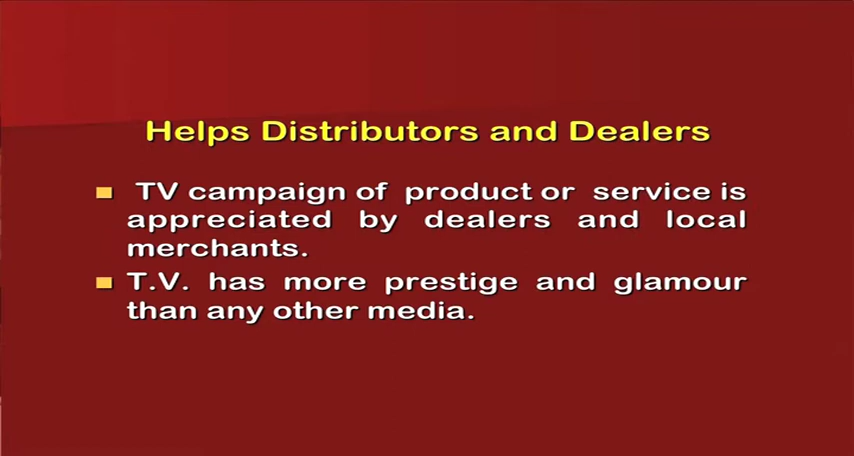 Helps Distributors and Dealers
TV campaign of product or service is
appreciated by dealers and local
merchants.
T.V. has more prestige and glamour
than any other media.